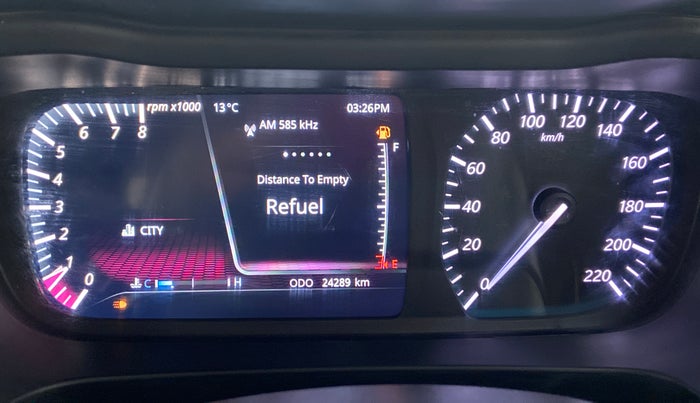 rpm x1000 13°C 03:26PM
AM 585 kHz
F
Distance To Empty
Refuel
CITY
E
C H ODO 24289 km
0 1 2 3 4 5 6 7 8
0 20 40 60 80 100 120 140 160 180 200 220
km/h